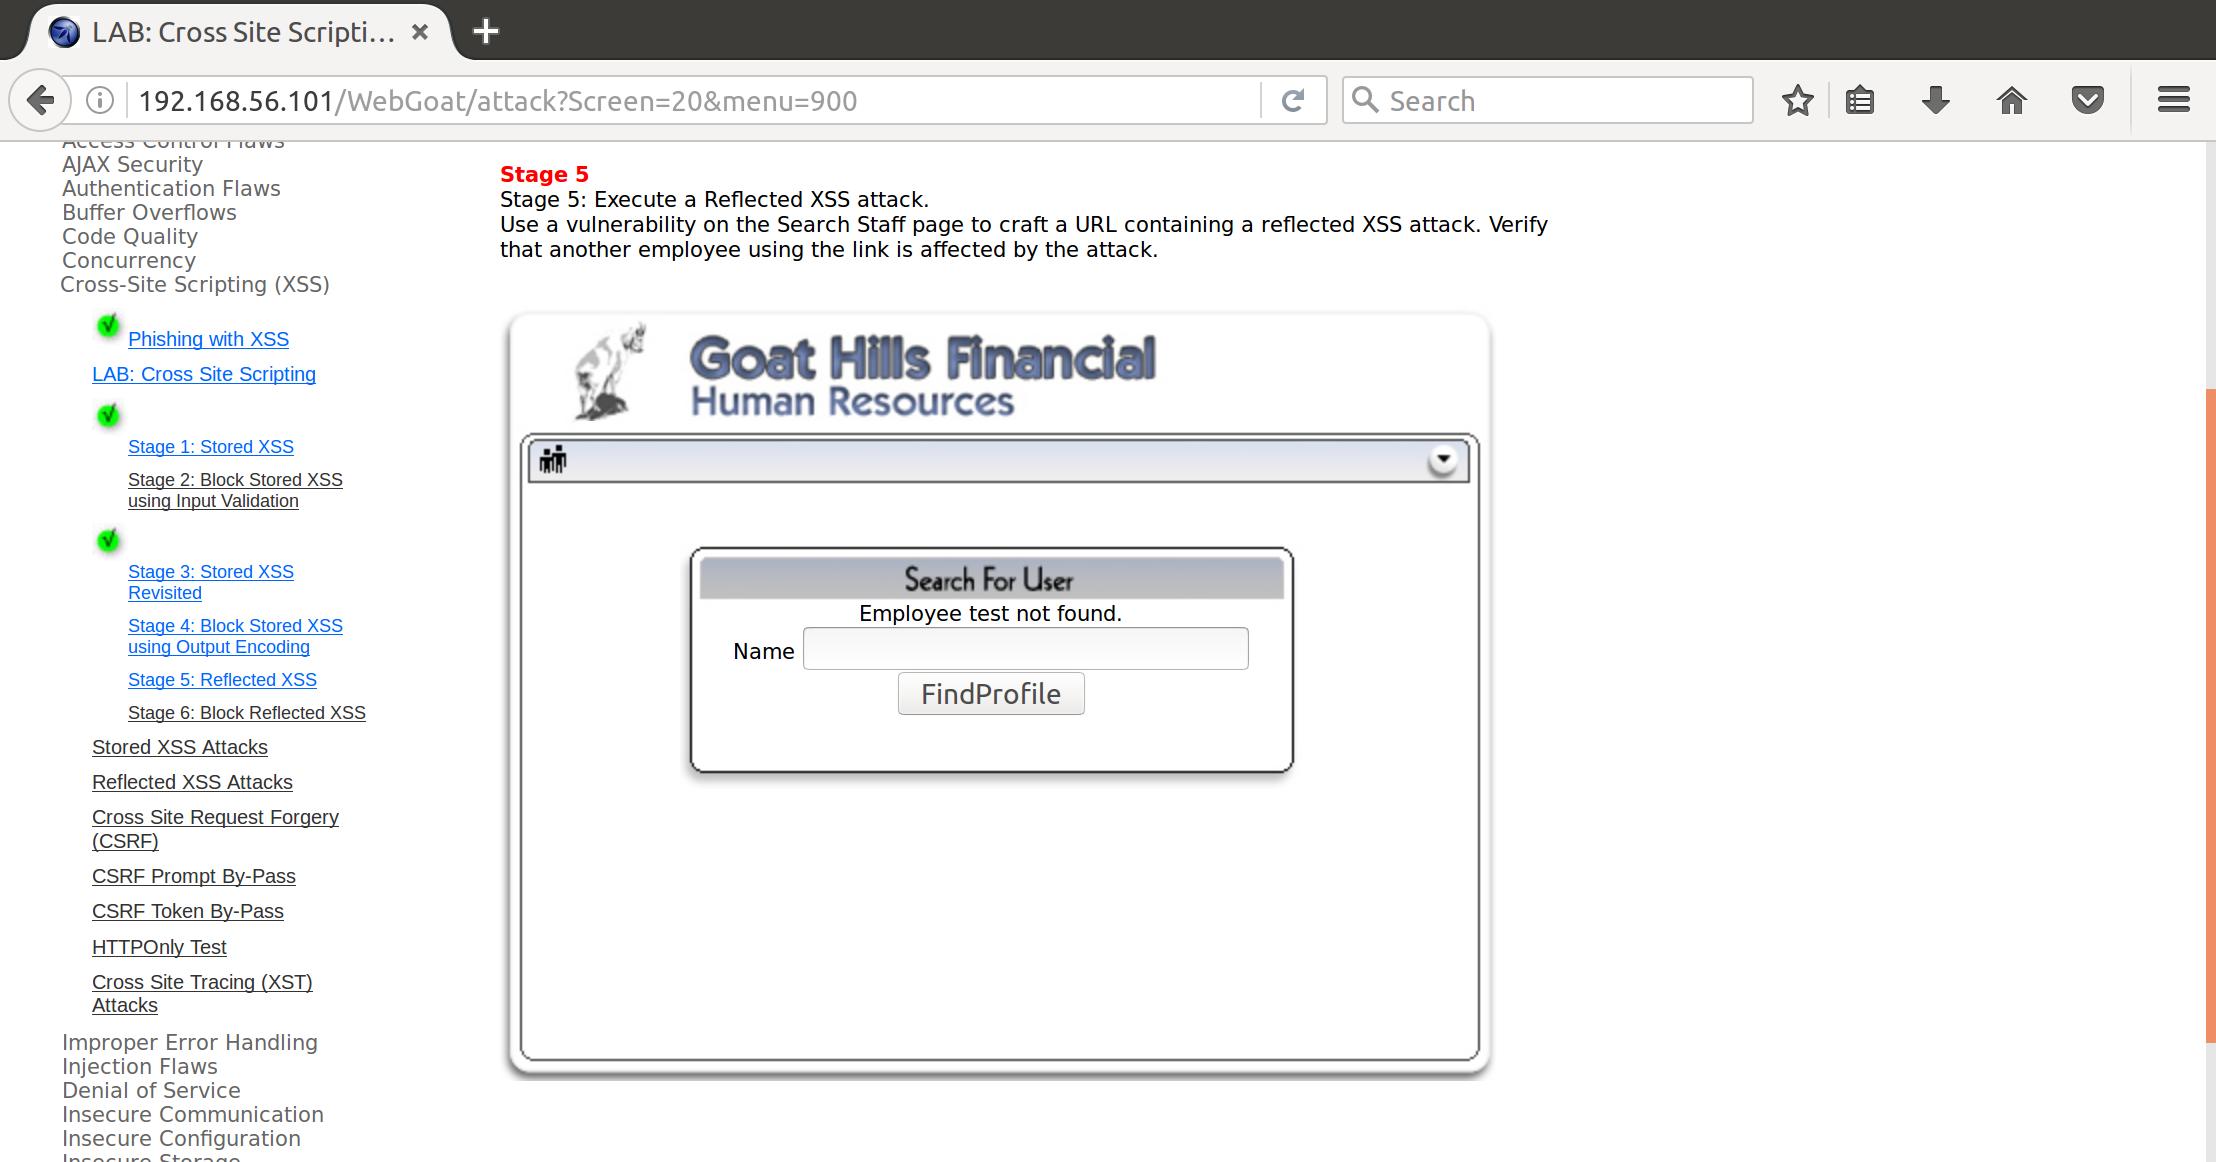 LAB: Cross Site Scripti...
192.168.56.101/WebGoat/attack?Screen=20&menu=900
Search
Access Control Flaws
AJAX Security
Authentication Flaws
Buffer Overflows
Code Quality
Concurrency
Cross-Site Scripting (XSS)
Phishing with XSS
LAB: Cross Site Scripting
Stage 1: Stored XSS
Stage 2: Block Stored XSS
using Input Validation
Stage 3: Stored XSS
Revisited
Stage 4: Block Stored XSS
using Output Encoding
Stage 5: Reflected XSS
Stage 6: Block Reflected XSS
Stored XSS Attacks
Reflected XSS Attacks
Cross Site Request Forgery
(CSRF)
CSRF Prompt By-Pass
CSRF Token By-Pass
HTTPOnly Test
Cross Site Tracing (XST)
Attacks
Improper Error Handling
Injection Flaws
Denial of Service
Insecure Communication
Insecure Configuration
Insecure Storage
Stage 5
Stage 5: Execute a Reflected XSS attack.
Use a vulnerability on the Search Staff page to craft a URL containing a reflected XSS attack. Verify
that another employee using the link is affected by the attack.
Goat Hills Financial
Human Resources
Search For User
Employee test not found.
Name
FindProfile